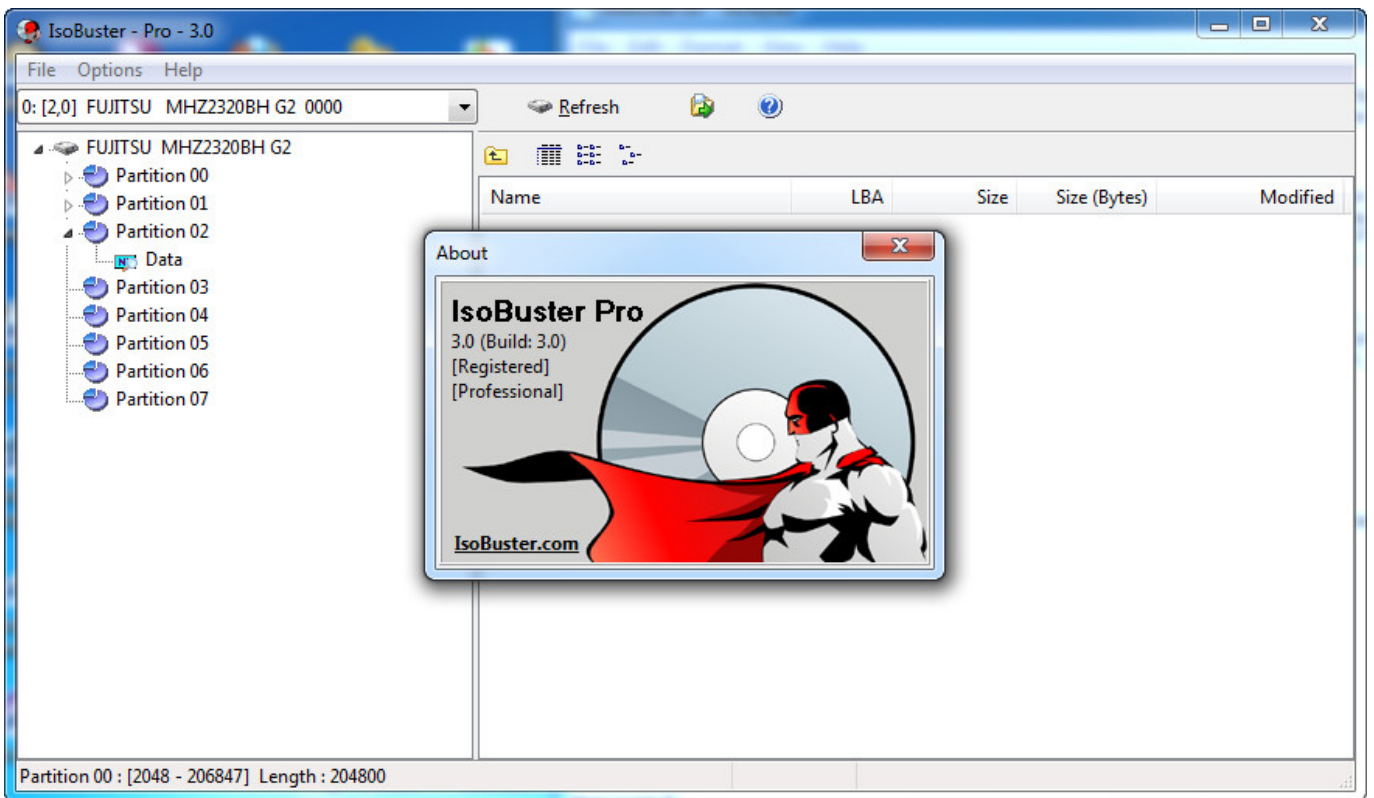 IsoBuster - Pro - 3.0
File Options Help
0: [2,0] FUJITSU MHZ2320BH G2 0000
Refresh
FUJITSU MHZ2320BH G2
Partition 00
Partition 01
Partition 02
Data
Partition 03
Partition 04
Partition 05
Partition 06
Partition 07
Name LBA Size Size (Bytes) Modified
About
IsoBuster Pro
3.0 (Build: 3.0)
[Registered]
[Professional]
IsoBuster.com
Partition 00 : [2048 - 206847] Length : 204800